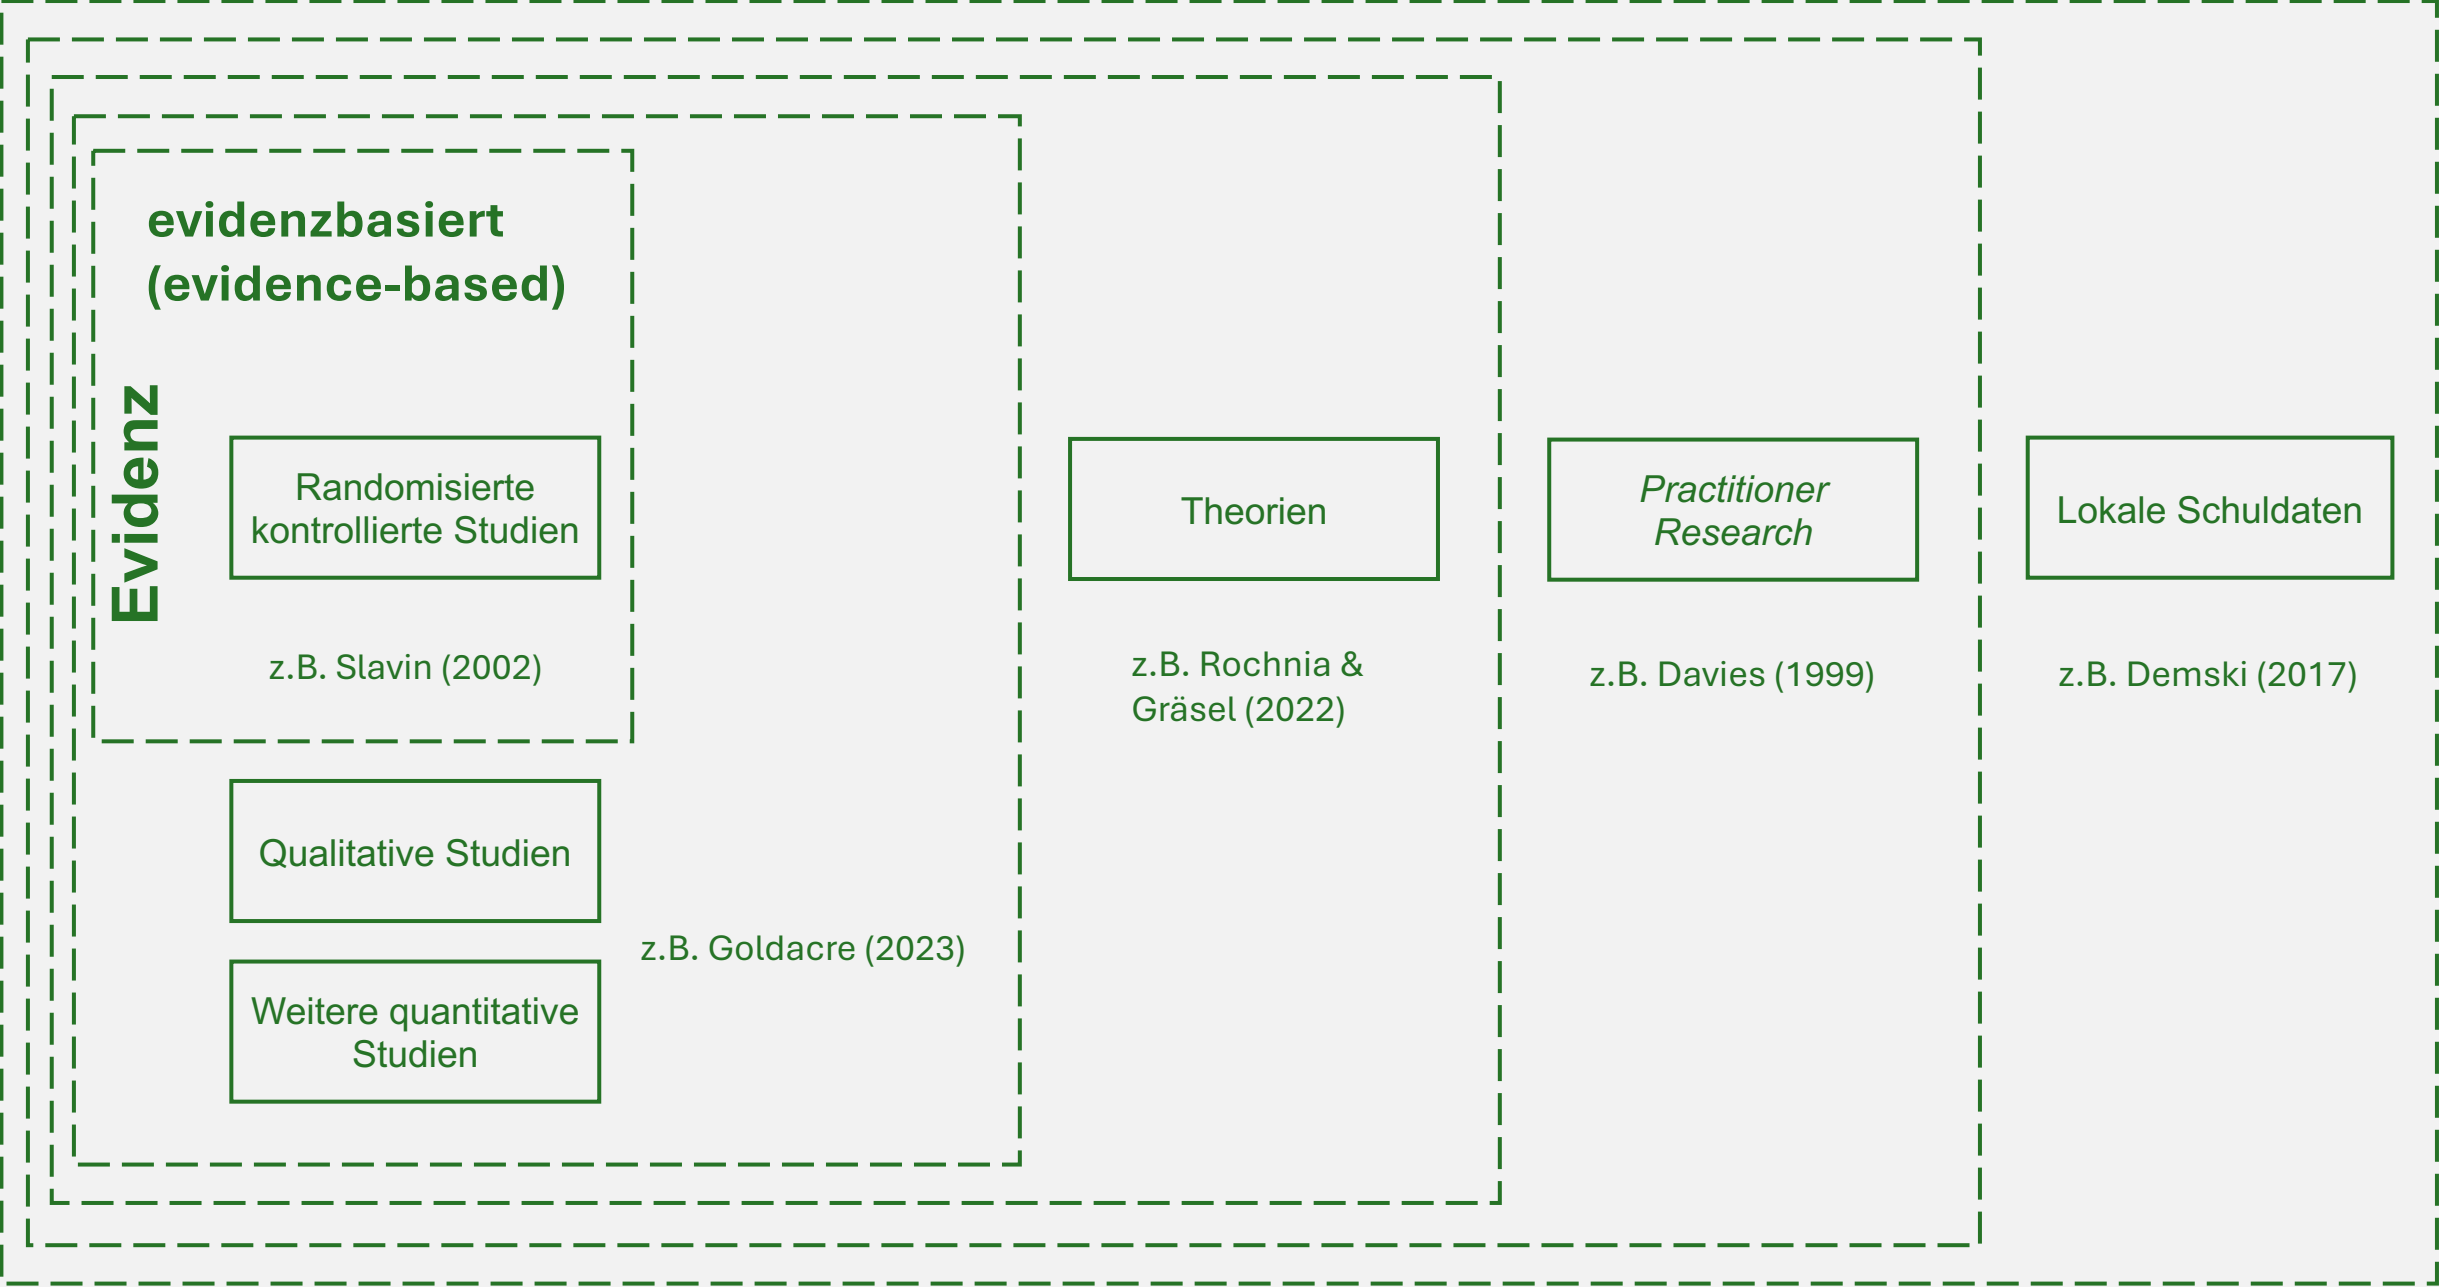 evidenzbasiert
(evidence-based)
Evidenz
Randomisierte
kontrollierte Studien
z.B. Slavin (2002)
Qualitative Studien
Weitere quantitative
Studien
z.B. Goldacre (2023)
Theorien
z.B. Rochnia &
Gräsel (2022)
Practitioner
Research
z.B. Davies (1999)
Lokale Schuldaten
z.B. Demski (2017)